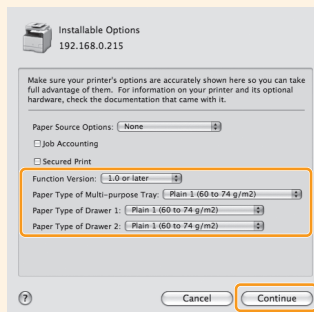 Installable Options
192.168.0.215
Make sure your printer's options are accurately shown here so you can take
full advantage of them. For information on your printer and its optional
hardware, check the documentation that came with it.
Paper Source Options: None
Job Accounting
Secured Print
Function Version: 1.0 or later
Paper Type of Multi-purpose Tray: Plain 1 (60 to 74 g/m2)
Paper Type of Drawer 1: Plain 1 (60 to 74 g/m2)
Paper Type of Drawer 2: Plain 1 (60 to 74 g/m2)
? Cancel Continue